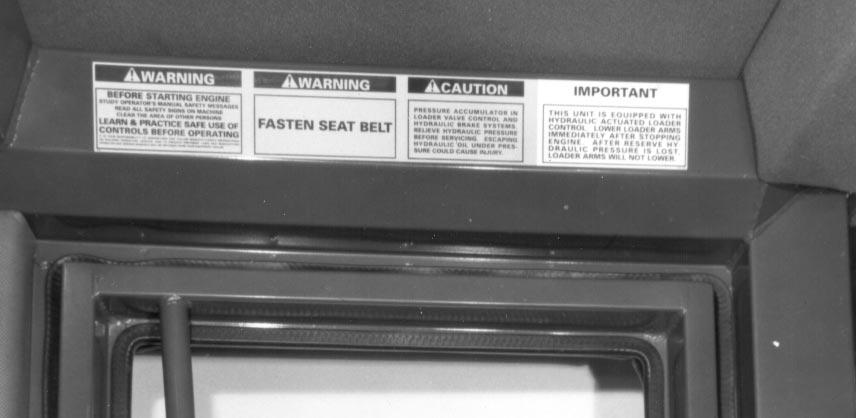 WARNING
BEFORE STARTING ENGINE
STUDY OPERATOR'S MANUAL SAFETY MESSAGES
READ ALL SAFETY SIGNS ON MACHINE
CLEAR THE AREA OF OTHER PERSONS
LEARN & PRACTICE SAFE USE OF
CONTROLS BEFORE OPERATING
WARNING
FASTEN SEAT BELT
CAUTION
PRESSURE ACCUMULATOR IN
LOADER VALVE CONTROL AND
HYDRAULIC BRAKE SYSTEMS.
RELIEVE HYDRAULIC PRESSURE
BEFORE SERVICING. ESCAPING
HYDRAULIC OIL UNDER PRES-
SURE COULD CAUSE INJURY.
IMPORTANT
THIS UNIT IS EQUIPPED WITH
HYDRAULIC ACTUATED LOADER
CONTROL. LOWER LOADER ARMS
IMMEDIATELY AFTER STOPPING
ENGINE. AFTER RESERVE HY
DRAULIC PRESSURE IS LOST,
LOADER ARMS WILL NOT LOWER.